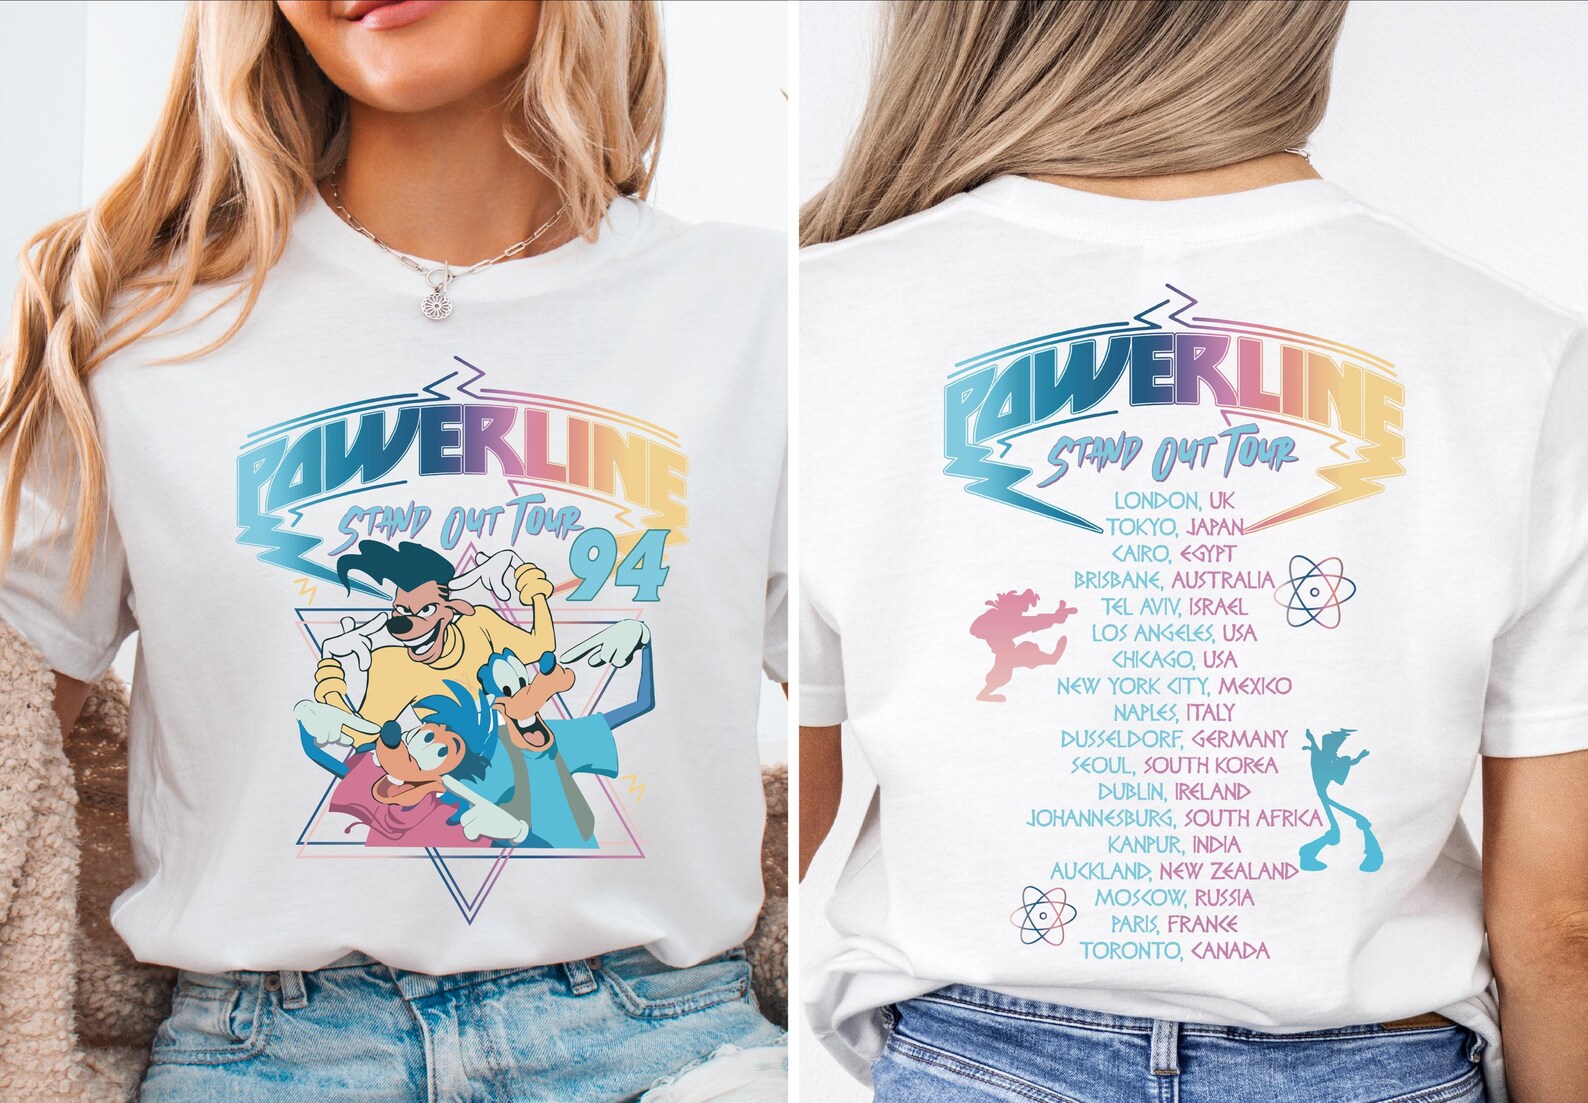 POWERLINE
STAND OUT TOUR
94
POWERLINE
STAND OUT TOUR
LONDON, UK
TOKYO, JAPAN
CAIRO, EGYPT
BRISBANE, AUSTRALIA
TEL AVIV, ISRAEL
LOS ANGELES, USA
CHICAGO, USA
NEW YORK CITY, MEXICO
NAPLES, ITALY
DUSSELDORF, GERMANY
SEOUL, SOUTH KOREA
DUBLIN, IRELAND
JOHANNESBURG, SOUTH AFRICA
KANPUR, INDIA
AUCKLAND, NEW ZEALAND
MOSCOW, RUSSIA
PARIS, FRANCE
TORONTO, CANADA